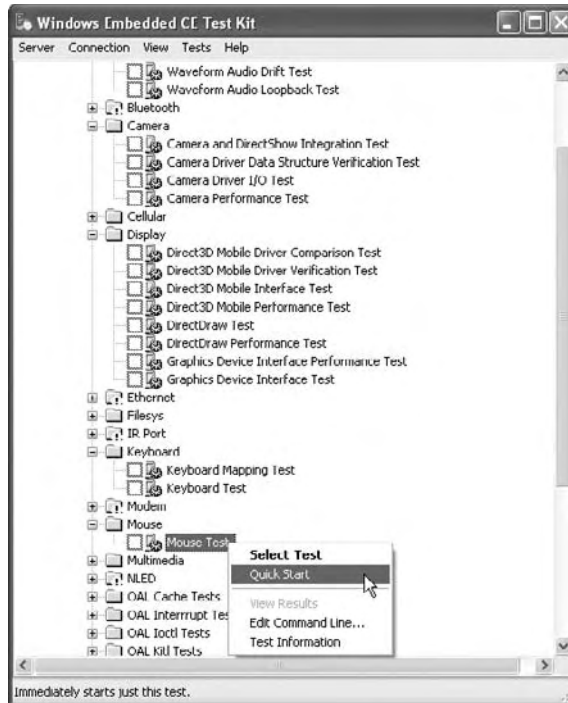 Windows Embedded CE Test Kit
Server Connection View Tests Help
Waveform Audio Drift Test
Waveform Audio Loopback Test
Bluetooth
Camera
Camera and DirectShow Integration Test
Camera Driver Data Structure Verification Test
Camera Driver I/O Test
Camera Performance Test
Cellular
Display
Direct3D Mobile Driver Comparison Test
Direct3D Mobile Driver Verification Test
Direct3D Mobile Interface Test
Direct3D Mobile Performance Test
DirectDraw Test
DirectDraw Performance Test
Graphics Device Interface Performance Test
Graphics Device Interface Test
Ethernet
Filesys
IR Port
Keyboard
Keyboard Mapping Test
Keyboard Test
Modem
Mouse
Mouse Test
Multimedia
NLED
OAL Cache Tests
OAL Interrrupt Tes
OAL Ioctl Tests
OAL Kitl Tests
Select Test
Quick Start
View Results
Edit Command Line...
Test Information
Immediately starts just this test.